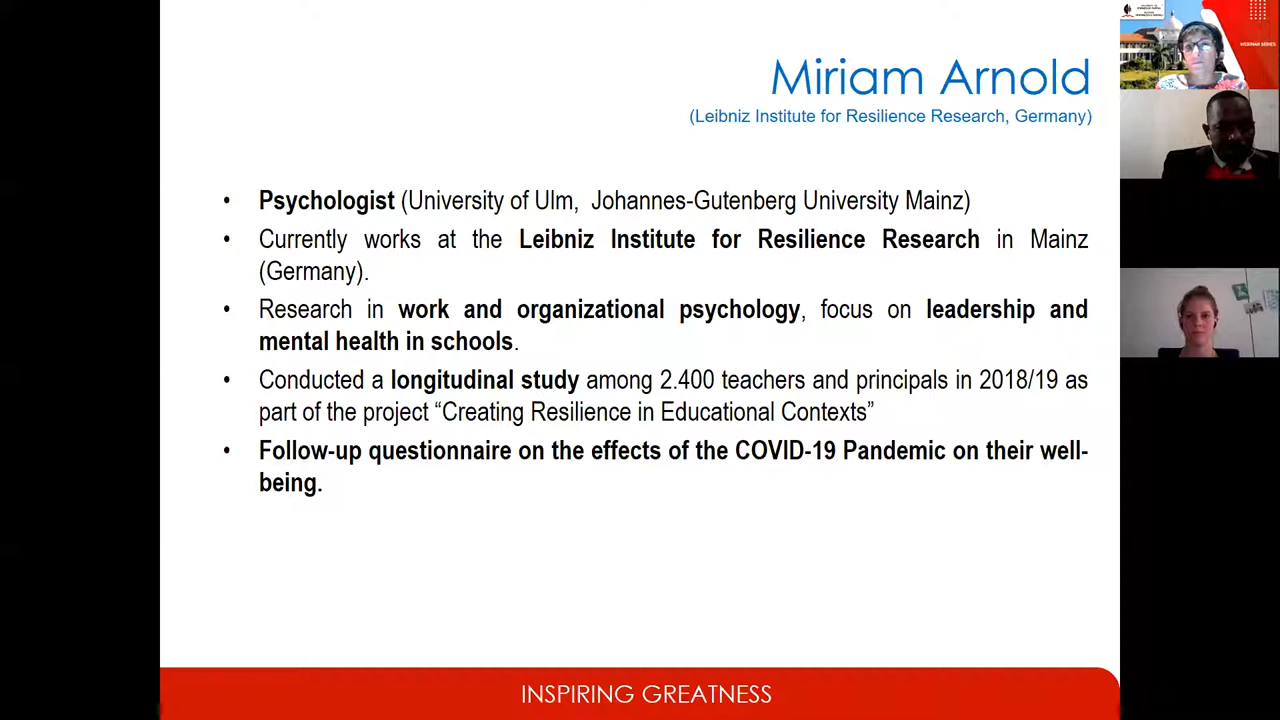 Miriam Arnold
(Leibniz Institute for Resilience Research, Germany)
• Psychologist (University of Ulm, Johannes-Gutenberg University Mainz)
• Currently works at the Leibniz Institute for Resilience Research in Mainz
(Germany).
• Research in work and organizational psychology, focus on leadership and
mental health in schools.
• Conducted a longitudinal study among 2.400 teachers and principals in 2018/19 as
part of the project “Creating Resilience in Educational Contexts”
• Follow-up questionnaire on the effects of the COVID-19 Pandemic on their well-
being.
INSPIRING GREATNESS
WEBINAR SERIES